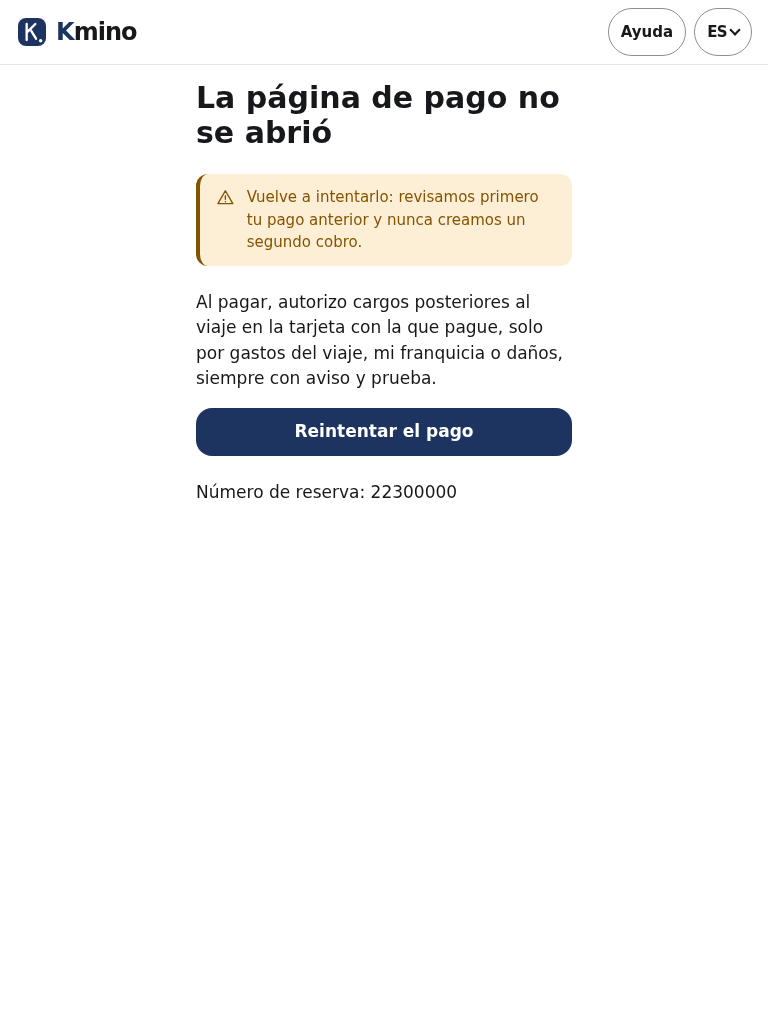 K. Kmino
Ayuda
ES
La página de pago no
se abrió
Vuelve a intentarlo: revisamos primero
tu pago anterior y nunca creamos un
segundo cobro.
Al pagar, autorizo cargos posteriores al
viaje en la tarjeta con la que pague, solo
por gastos del viaje, mi franquicia o daños,
siempre con aviso y prueba.
Reintentar el pago
Número de reserva: 22300000